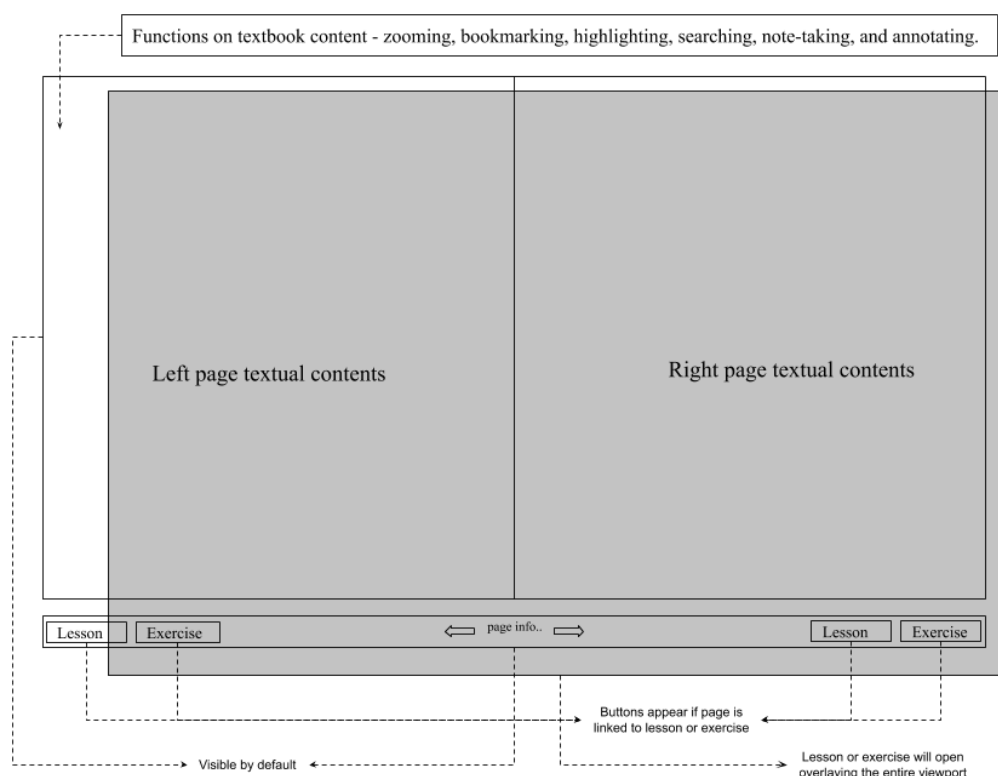 Functions on textbook content - zooming, bookmarking, highlighting, searching, note-taking, and annotating.
Left page textual contents
Right page textual contents
Lesson
Exercise
page info..
Lesson
Exercise
Buttons appear if page is
linked to lesson or exercise
Visible by default
Lesson or exercise will open
overlaying the entire viewport